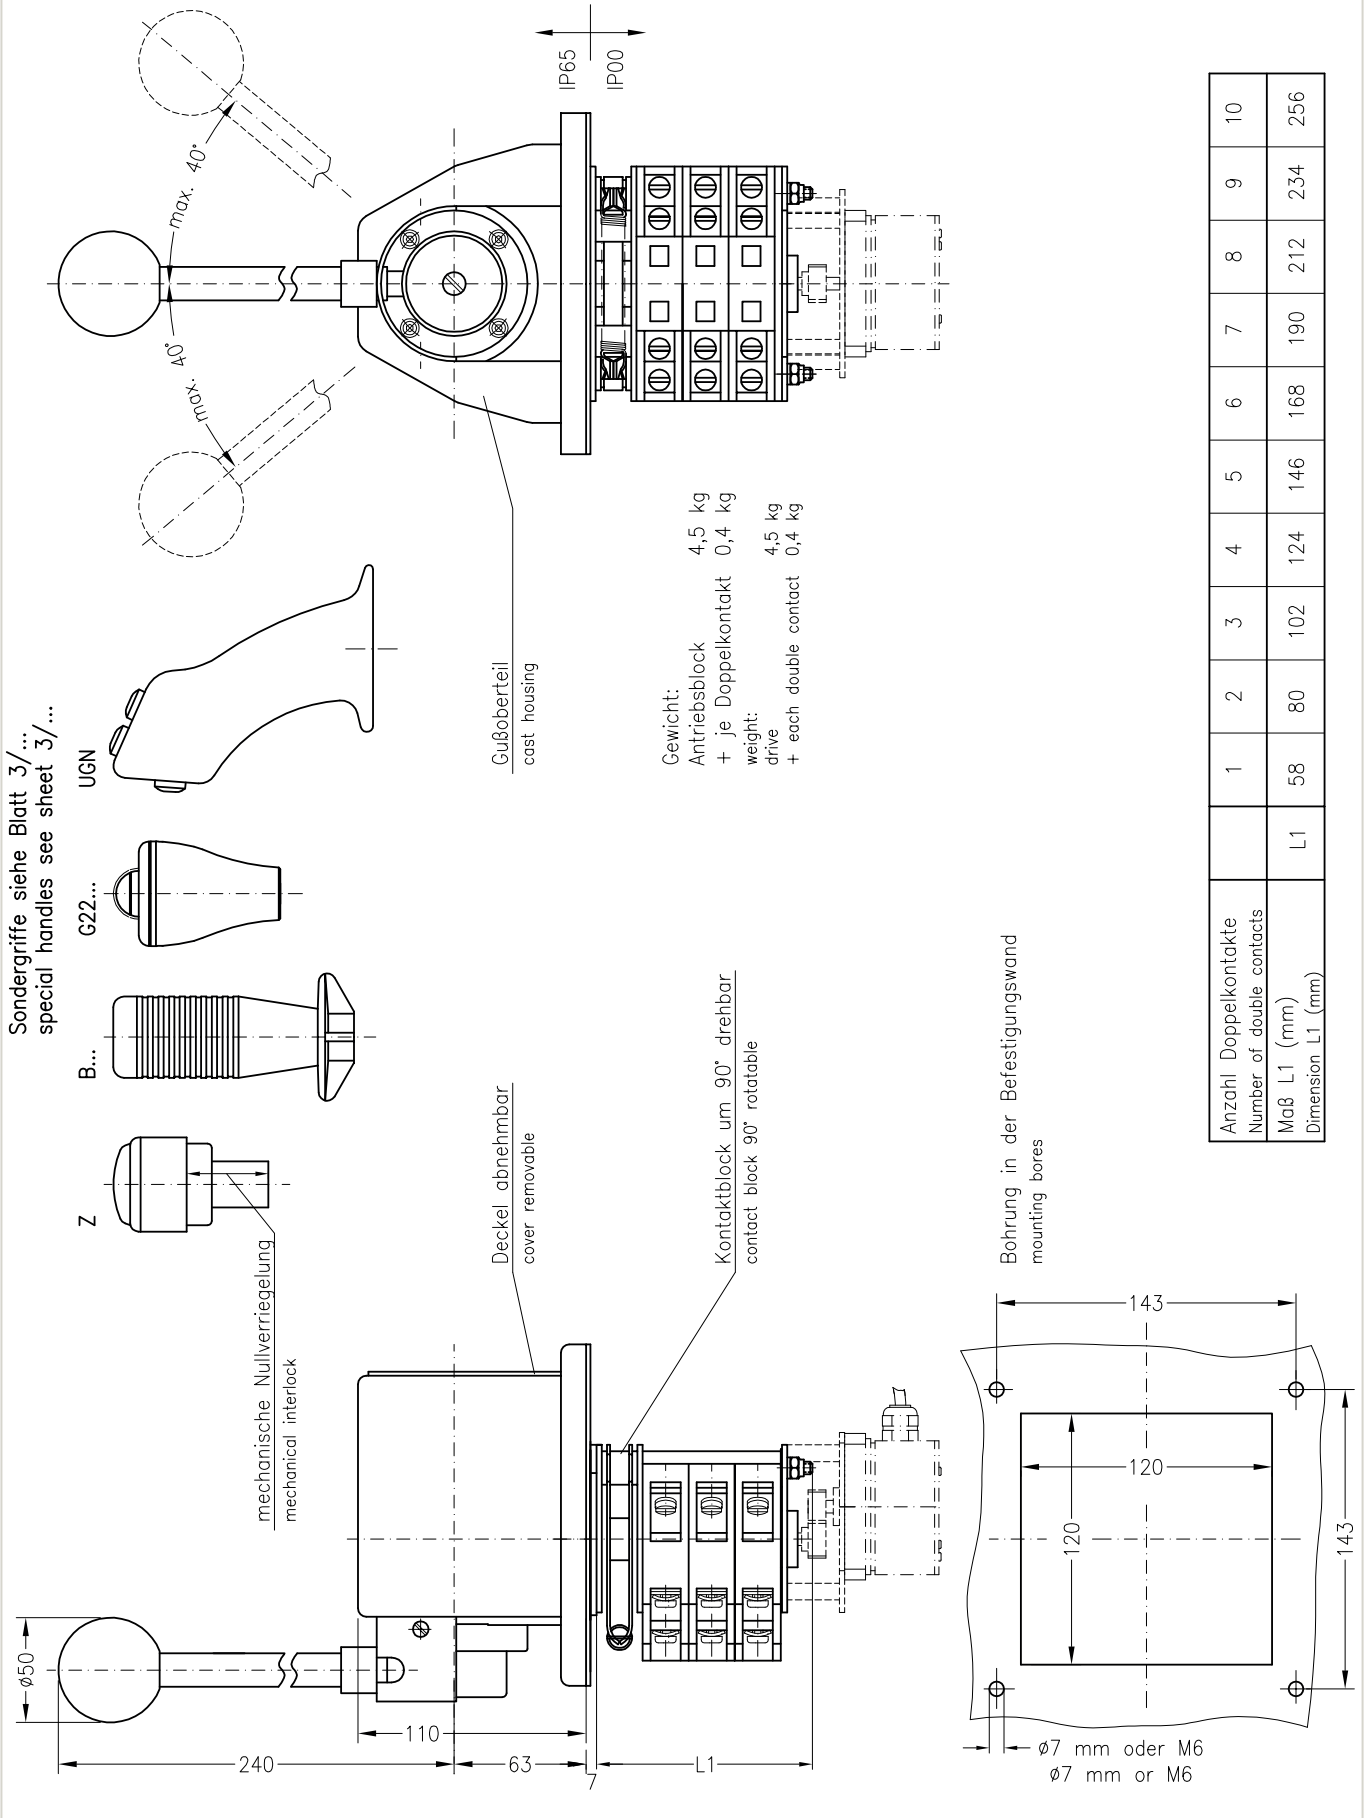 Sondergriffe siehe Blatt 3/...
special handles see sheet 3/...
Z
B...
G22...
UGN
mechanische Nullverriegelung
mechanical interlock
ø50
240
110
63
7
L1
Deckel abnehmbar
cover removable
Kontaktblock um 90° drehbar
contact block 90° rotatable
Gußoberteil
cast housing
max. 40°
max. 40°
IP65
IP00
Gewicht:
Antriebsblock 4,5 kg
+ je Doppelkontakt 0,4 kg
weight:
drive 4,5 kg
+ each double contact 0,4 kg
Bohrung in der Befestigungswand
mounting bores
143
120
120
143
ø7 mm oder M6
ø7 mm or M6
Anzahl Doppelkontakte 1 2 3 4 5 6 7 8 9 10
Number of double contacts
Maß L1 (mm) L1 58 80 102 124 146 168 190 212 234 256
Dimension L1 (mm)